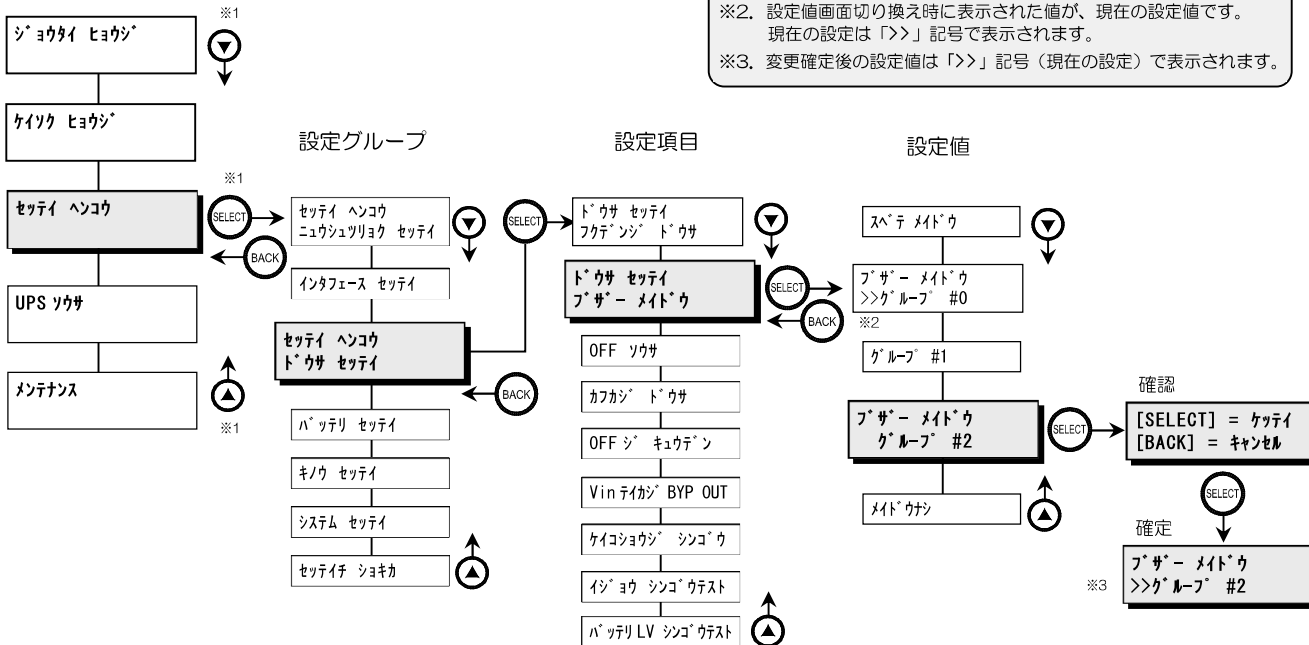 ※2. 設定値画面切り換え時に表示された値が、現在の設定値です。
現在の設定は「>>」記号で表示されます。
※3. 変更確定後の設定値は「>>」記号（現在の設定）で表示されます。
※1
ｼﾞｮｳﾀｲ ﾋｮｳｼﾞ
ｹｲｿｸ ﾋｮｳｼﾞ
ｾｯﾃｲ ﾍﾝｺｳ
※1
SELECT
BACK
UPS ｿｳｻ
ﾒﾝﾃﾅﾝｽ
※1
設定グループ
ｾｯﾃｲ ﾍﾝｺｳ
ﾆｭｳｼｭﾂﾘｮｸ ｾｯﾃｲ
ｲﾝﾀﾌｪｰｽ ｾｯﾃｲ
ｾｯﾃｲ ﾍﾝｺｳ
ﾄﾞｳｻ ｾｯﾃｲ
SELECT
BACK
ﾊﾞｯﾃﾘ ｾｯﾃｲ
ｷﾉｳ ｾｯﾃｲ
ｼｽﾃﾑ ｾｯﾃｲ
ｾｯﾃｲﾁ ｼｮｷｶ
設定項目
ﾄﾞｳｻ ｾｯﾃｲ
ﾌｸﾃﾞﾝｼﾞ ﾄﾞｳｻ
ﾄﾞｳｻ ｾｯﾃｲ
ﾌﾞｻﾞｰ ﾒｲﾄﾞｳ
SELECT
BACK
OFF ｿｳｻ
ｶﾌｶｼﾞ ﾄﾞｳｻ
OFFｼﾞ ｷｭｳﾃﾞﾝ
Vinﾃｲｶｼﾞ BYP OUT
ｹｲｺｼｮｳｼﾞ ｼﾝｺﾞｳ
ｲｼﾞｮｳ ｼﾝｺﾞｳﾃｽﾄ
ﾊﾞｯﾃﾘLV ｼﾝｺﾞｳﾃｽﾄ
設定値
ｽﾍﾞﾃ ﾒｲﾄﾞｳ
ﾌﾞｻﾞｰ ﾒｲﾄﾞｳ
>>ｸﾞﾙｰﾌﾟ #0
※2
ｸﾞﾙｰﾌﾟ #1
ﾌﾞｻﾞｰ ﾒｲﾄﾞｳ
ｸﾞﾙｰﾌﾟ #2
SELECT
ﾒｲﾄﾞｳﾅｼ
確認
[SELECT] = ｹｯﾃｲ
[BACK] = ｷｬﾝｾﾙ
SELECT
確定
ﾌﾞｻﾞｰ ﾒｲﾄﾞｳ
>>ｸﾞﾙｰﾌﾟ #2
※3